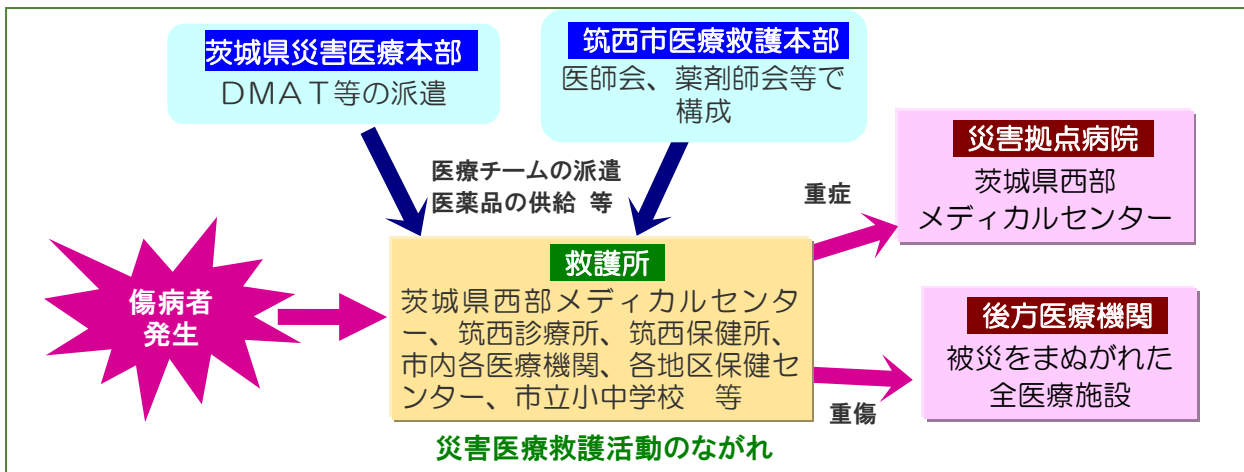 茨城県災害医療本部
DMAT等の派遣
筑西市医療救護本部
医師会、薬剤師会等で
構成
医療チームの派遣
医薬品の供給 等
重症
災害拠点病院
茨城県西部
メディカルセンター
傷病者
発生
救護所
茨城県西部メディカルセンタ
ー、筑西診療所、筑西保健所、
市内各医療機関、各地区保健セ
ンター、市立小中学校　等
重傷
後方医療機関
被災をまぬがれた
全医療施設
災害医療救護活動のながれ